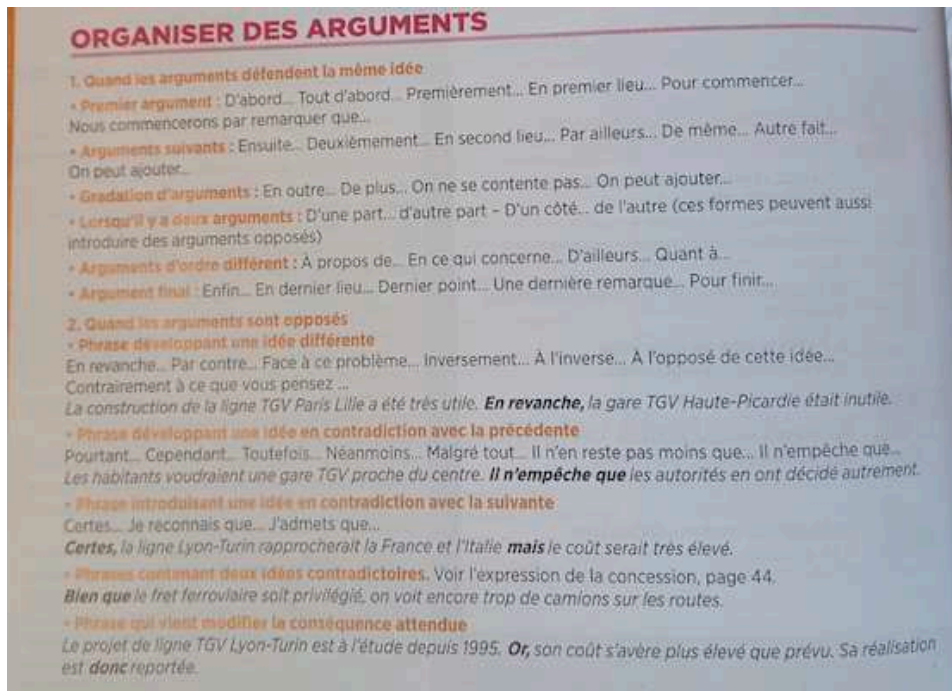 ORGANISER DES ARGUMENTS
1. Quand les arguments défendent la même idée
• Premier argument : D'abord... Tout d'abord... Premièrement... En premier lieu... Pour commencer...
Nous commencerons par remarquer que...
• Arguments suivants : Ensuite... Deuxièmement... En second lieu... Par ailleurs... De même... Autre fait...
On peut ajouter...
• Gradation d'arguments : En outre... De plus... On ne se contente pas... On peut ajouter...
• Lorsqu'il y a deux arguments : D'une part... d'autre part – D'un côté... de l'autre (ces formes peuvent aussi
introduire des arguments opposés)
• Arguments d'ordre différent : À propos de... En ce qui concerne... D'ailleurs... Quant à...
• Argument final : Enfin... En dernier lieu... Dernier point... Une dernière remarque... Pour finir...
2. Quand les arguments sont opposés
• Phrase développant une idée différente
En revanche... Par contre... Face à ce problème... Inversement... À l'inverse... À l'opposé de cette idée...
Contrairement à ce que vous pensez ...
La construction de la ligne TGV Paris Lille a été très utile. En revanche, la gare TGV Haute-Picardie était inutile.
• Phrase développant une idée en contradiction avec la précédente
Pourtant... Cependant... Toutefois... Néanmoins... Malgré tout... Il n'en reste pas moins que... Il n'empêche que...
Les habitants voudraient une gare TGV proche du centre. Il n'empêche que les autorités en ont décidé autrement.
• Phrase introduisant une idée en contradiction avec la suivante
Certes... Je reconnais que... J'admets que...
Certes, la ligne Lyon-Turin rapprocherait la France et l'Italie mais le coût serait très élevé.
• Phrases contenant deux idées contradictoires. Voir l'expression de la concession, page 44.
Bien que le fret ferroviaire soit privilégié, on voit encore trop de camions sur les routes.
• Phrase qui vient modifier la conséquence attendue
Le projet de ligne TGV Lyon-Turin est à l'étude depuis 1995. Or, son coût s'avère plus élevé que prévu. Sa réalisation
est donc reportée.